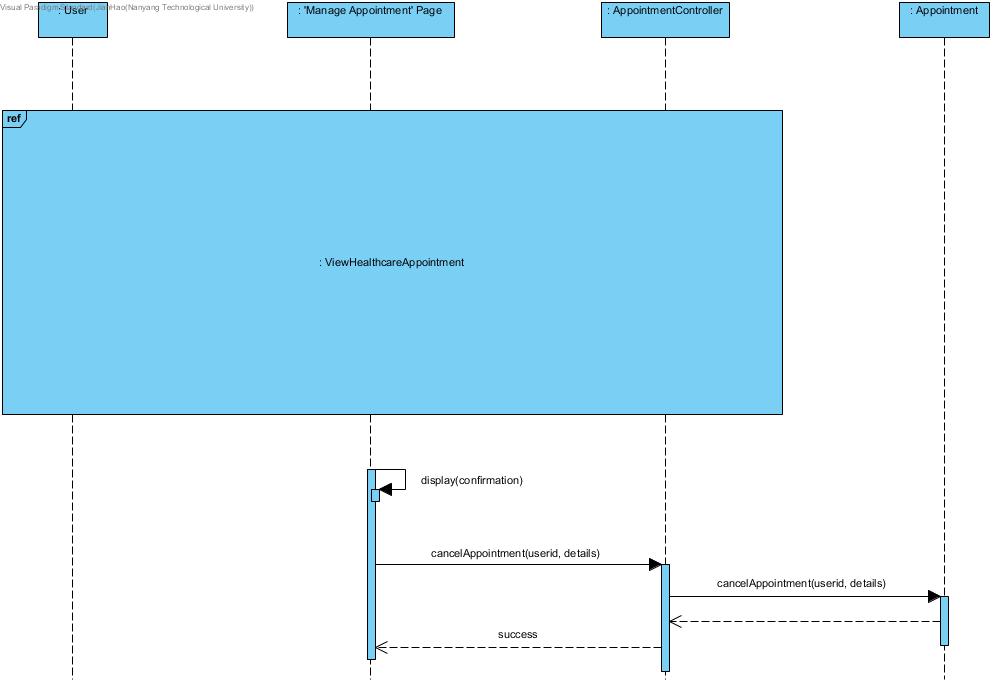 Visual Paradigm Standard(JianHao(Nanyang Technological University))
: User
: 'Manage Appointment' Page
: AppointmentController
: Appointment
ref
: ViewHealthcareAppointment
display(confirmation)
cancelAppointment(userid, details)
cancelAppointment(userid, details)
success